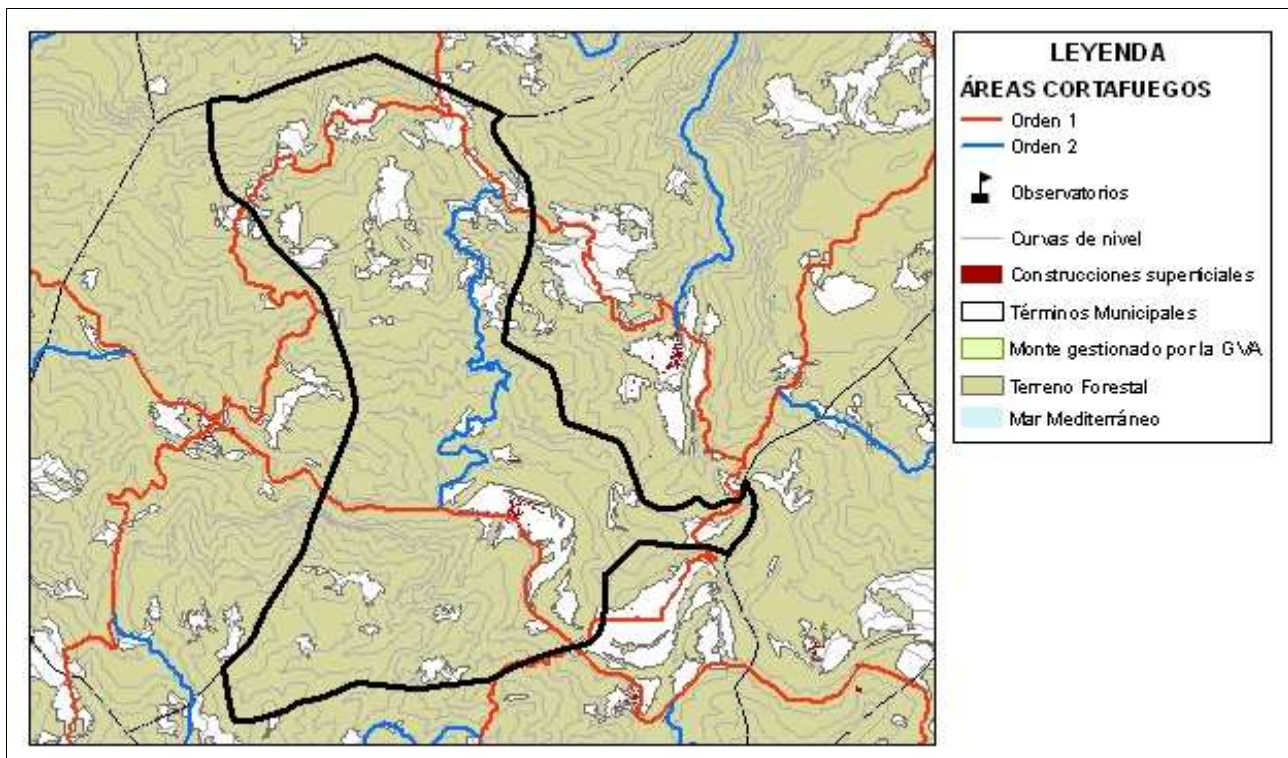 LEYENDA
ÁREAS CORTAFUEGOS
Orden 1
Orden 2
Observatorios
Curvas de nivel
Construcciones superficiales
Términos Municipales
Monte gestionado por la GVA
Terreno Forestal
Mar Mediterráneo